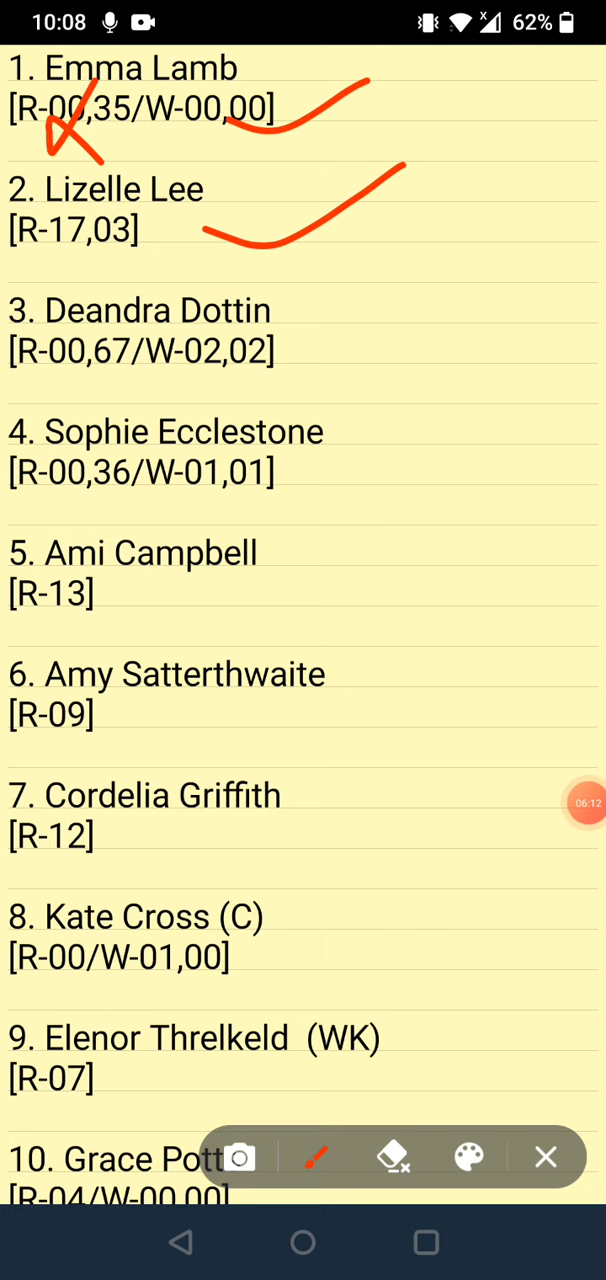 10:08 62%
1. Emma Lamb
[R-00,35/W-00,00]
2. Lizelle Lee
[R-17,03]
3. Deandra Dottin
[R-00,67/W-02,02]
4. Sophie Ecclestone
[R-00,36/W-01,01]
5. Ami Campbell
[R-13]
6. Amy Satterthwaite
[R-09]
7. Cordelia Griffith
06:12
[R-12]
8. Kate Cross (C)
[R-00/W-01,00]
9. Elenor Threlkeld (WK)
[R-07]
10. Grace Pott
[R-04/W-00,00]